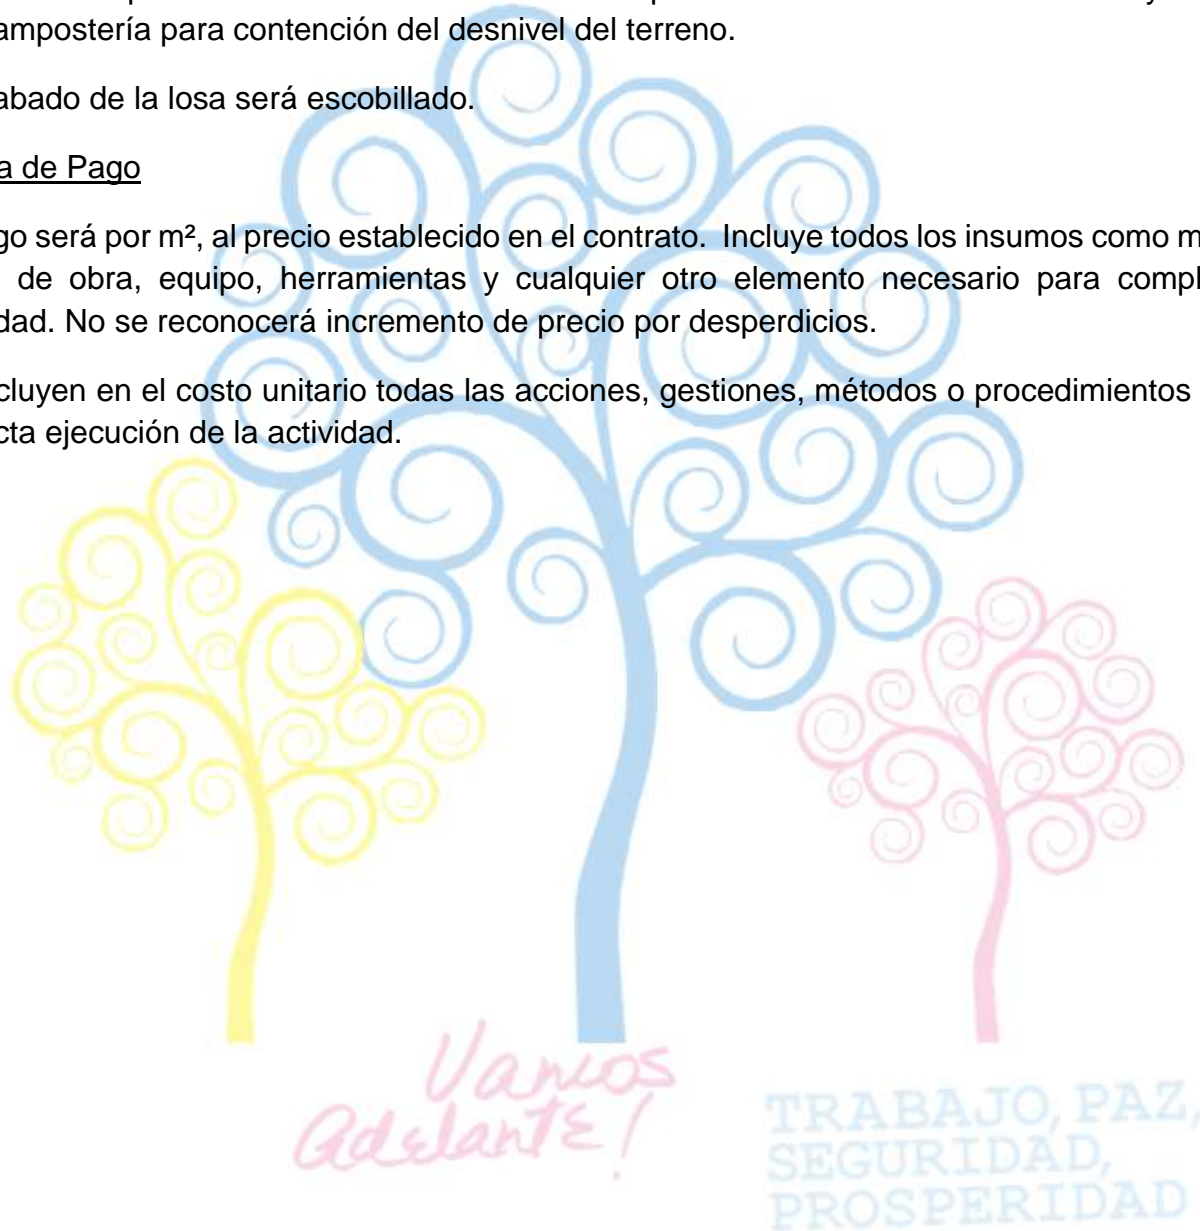 ampostería para contención del desnivel del terreno.
abado de la losa será escobillado.
a de Pago
go será por m², al precio establecido en el contrato. Incluye todos los insumos como m
de obra, equipo, herramientas y cualquier otro elemento necesario para compl
dad. No se reconocerá incremento de precio por desperdicios.
cluyen en el costo unitario todas las acciones, gestiones, métodos o procedimientos
cta ejecución de la actividad.
Vamos
Adelante!
TRABAJO, PAZ,
SEGURIDAD,
PROSPERIDAD